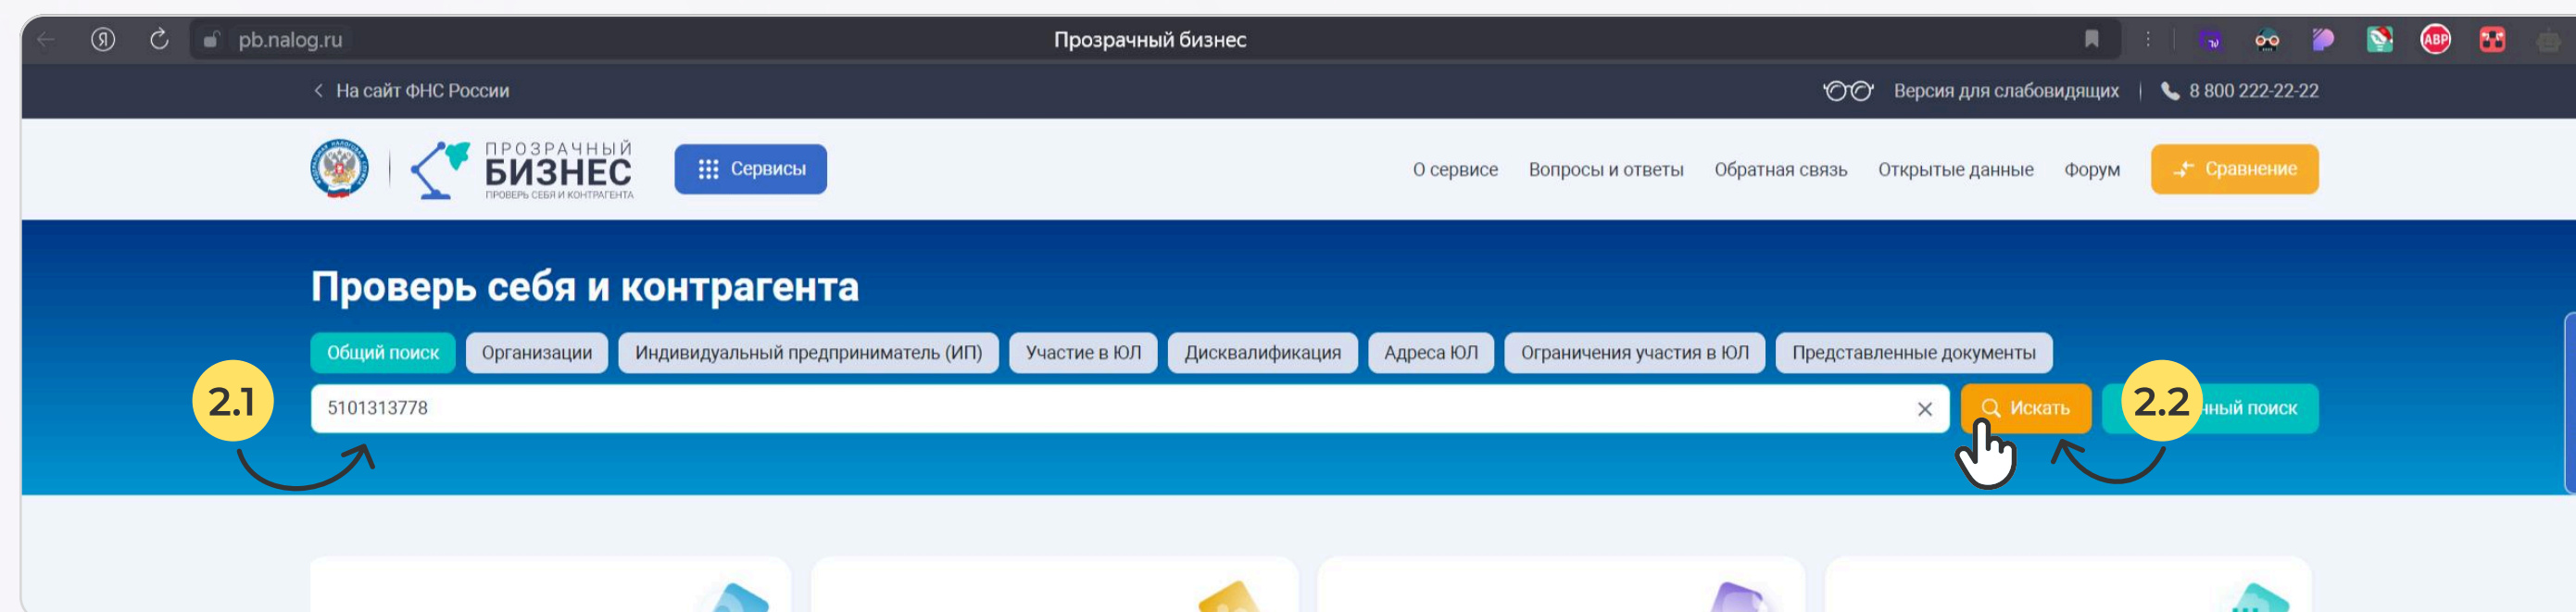 pb.nalog.ru
Прозрачный бизнес
ABP
На сайт ФНС России
Версия для слабовидящих
8 800 222-22-22
ПРОЗРАЧНЫЙ
БИЗНЕС
ПРОВЕРЬ СЕБЯ И КОНТРАГЕНТА
Сервисы
О сервисе
Вопросы и ответы
Обратная связь
Открытые данные
Форум
Сравнение
Проверь себя и контрагента
Общий поиск
Организации
Индивидуальный предприниматель (ИП)
Участие в ЮЛ
Дисквалификация
Адреса ЮЛ
Ограничения участия в ЮЛ
Представленные документы
2.1
5101313778
Искать
2.2
поиск